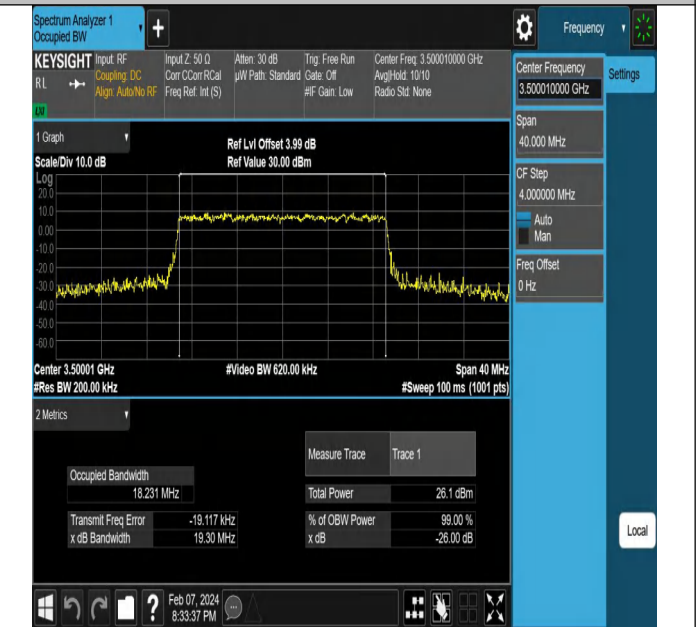 Spectrum Analyzer 1
Occupied BW
+
Frequency
KEYSIGHT
RL
Input: RF
Coupling: DC
Align: Auto/No RF
Input Z: 50 Ω
Corr CCorr RCal
Freq Ref: Int (S)
Atten: 30 dB
µW Path: Standard
Trig: Free Run
Gate: Off
#IF Gain: Low
Center Freq: 3.500010000 GHz
Avg|Hold: 10/10
Radio Std: None
Center Frequency
3.500010000 GHz
Settings
Span
40.000 MHz
CF Step
4.000000 MHz
Auto
Man
Freq Offset
0 Hz
1 Graph
Scale/Div 10.0 dB
Ref Lvl Offset 3.99 dB
Ref Value 30.00 dBm
Log
20.0
10.0
0.00
-10.0
-20.0
-30.0
-40.0
-50.0
-60.0
Center 3.50001 GHz
#Video BW 620.00 kHz
Span 40 MHz
#Res BW 200.00 kHz
#Sweep 100 ms (1001 pts)
2 Metrics
Measure Trace
Trace 1
Occupied Bandwidth
18.231 MHz
Total Power
26.1 dBm
Transmit Freq Error
-19.117 kHz
% of OBW Power
99.00 %
x dB Bandwidth
19.30 MHz
x dB
-26.00 dB
Local
?
Feb 07, 2024
8:33:37 PM